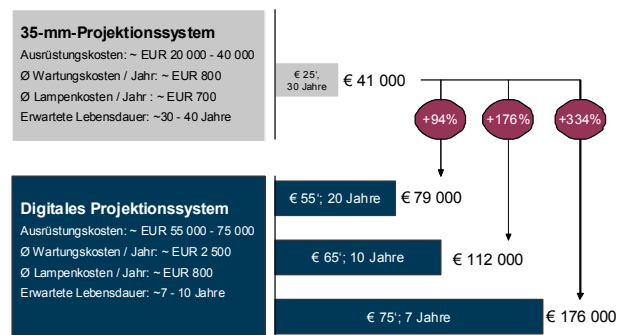 35-mm-Projektionssystem
Ausrüstungskosten: ~ EUR 20 000 - 40 000
Ø Wartungskosten / Jahr: ~ EUR 800
Ø Lampenkosten / Jahr : ~ EUR 700
Erwartete Lebensdauer: ~30 - 40 Jahre
€ 25‘,
30 Jahre
€ 41 000
+94%
+176%
+334%
Digitales Projektionssystem
Ausrüstungskosten: ~ EUR 55 000 - 75 000
Ø Wartungskosten / Jahr: ~ EUR 2 500
Ø Lampenkosten / Jahr: ~ EUR 800
Erwartete Lebensdauer: ~7 - 10 Jahre
€ 55‘; 20 Jahre
€ 79 000
€ 65‘; 10 Jahre
€ 112 000
€ 75‘; 7 Jahre
€ 176 000